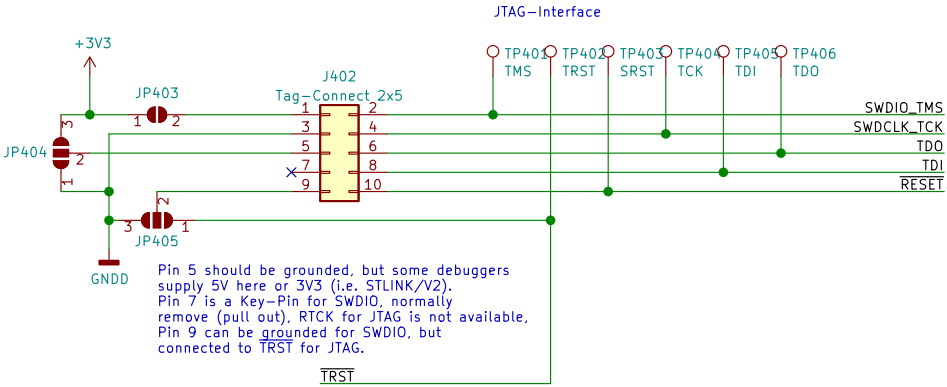 JTAG-Interface
+3V3
TP401 TP402 TP403 TP404 TP405 TP406
TMS TRST SRST TCK TDI TDO
J402
Tag-Connect_2x5
JP403
1 2
1 2
SWDIO_TMS
3
3 4
SWDCLK_TCK
JP404
2
5 6
TDO
7 8
TDI
1
9 10
RESET
2
3 1
JP405
GNDD
Pin 5 should be grounded, but some debuggers
supply 5V here or 3V3 (i.e. STLINK/V2).
Pin 7 is a Key-Pin for SWDIO, normally
remove (pull out), RTCK for JTAG is not available,
Pin 9 can be grounded for SWDIO, but
connected to TRST for JTAG.
TRST